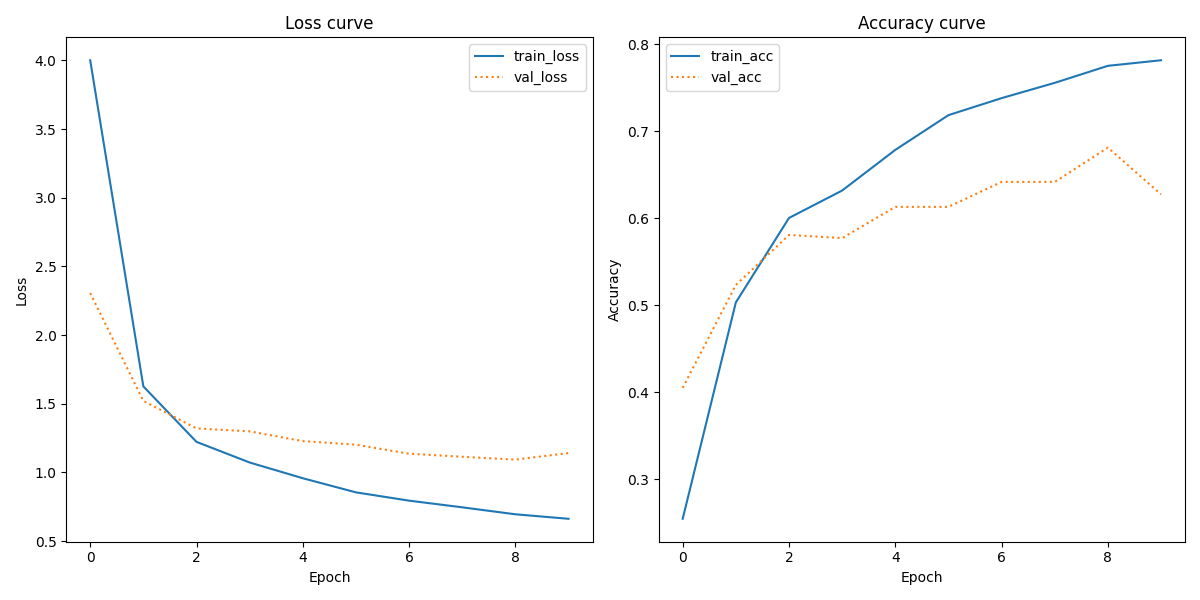 Loss curve
4.0
3.5
3.0
2.5
2.0
1.5
1.0
0.5
Loss
train_loss
val_loss
0 2 4 6 8
Epoch
Accuracy curve
0.8
0.7
0.6
0.5
0.4
0.3
Accuracy
train_acc
val_acc
0 2 4 6 8
Epoch